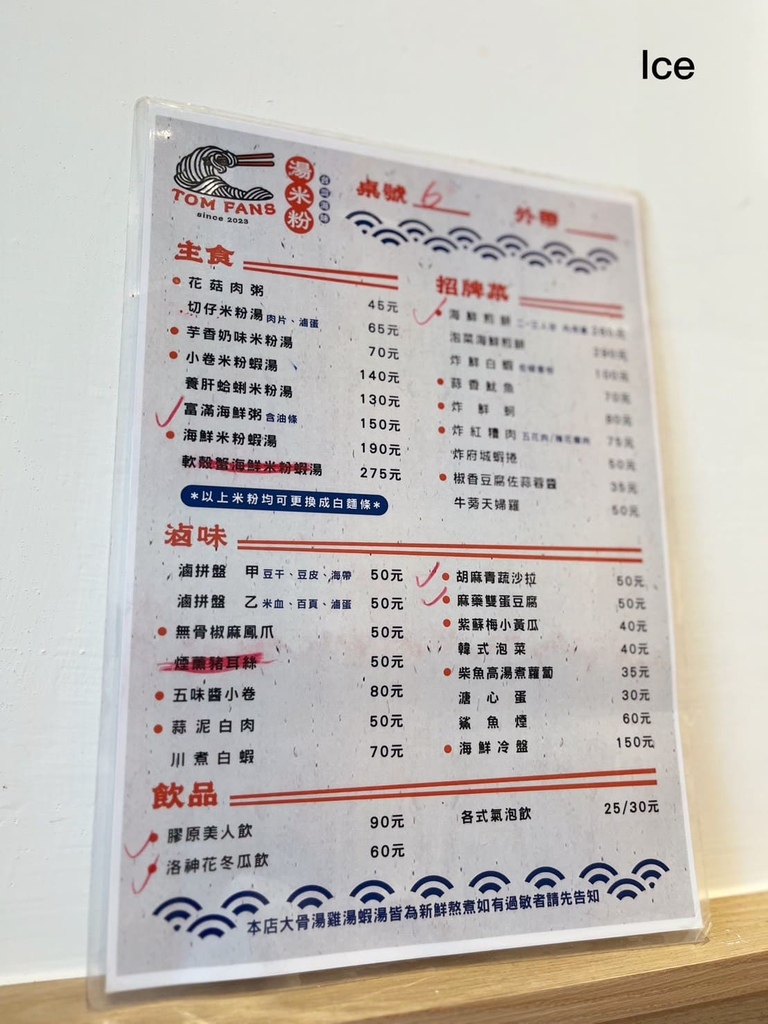 Ice
TOM FANS
since 2023
湯米粉
桌號 6
外帶
主食
花菇肉粥 45元
切仔米粉湯 肉片、滷蛋 65元
芋香奶味米粉湯 70元
小卷米粉蝦湯 140元
養肝蛤蜊米粉湯 130元
富滿海鮮粥 含油條 150元
海鮮米粉蝦湯 190元
軟殼蟹海鮮米粉蝦湯 275元
*以上米粉均可更換成白麵條*
招牌菜
海鮮煎餅
泡菜海鮮煎餅
炸鮮白蝦 100元
蒜香魷魚 70元
炸鮮蚵 80元
炸紅糟肉 75元
炸府城蝦捲 50元
椒香豆腐佐蒜蓉醬 35元
牛蒡天婦羅 50元
滷味
滷拼盤 甲 豆干、豆皮、海帶 50元
滷拼盤 乙 米血、百頁、滷蛋 50元
無骨椒麻鳳爪 50元
煙薰豬耳絲 50元
五味醬小卷 80元
蒜泥白肉 50元
川煮白蝦 70元
胡麻青蔬沙拉 50元
麻藥雙蛋豆腐 50元
紫蘇梅小黃瓜 40元
韓式泡菜 40元
柴魚高湯煮蘿蔔 35元
溏心蛋 30元
鯊魚煙 60元
海鮮冷盤 150元
飲品
膠原美人飲 90元
洛神花冬瓜飲 60元
各式氣泡飲 25/30元
本店大骨湯雞湯蝦湯皆為新鮮熬煮如有過敏者請先告知